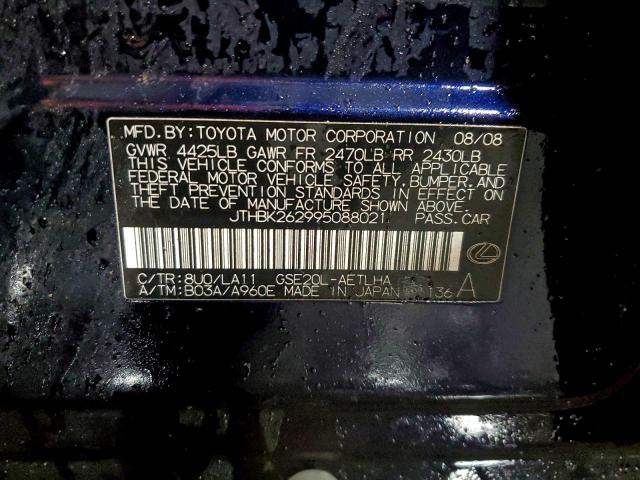 MFD.BY:TOYOTA MOTOR CORPORATION 08/08
GVWR 4425LB GAWR FR 2470LB RR 2430LB
THIS VEHICLE CONFORMS TO ALL APPLICABLE
FEDERAL MOTOR VEHICLE SAFETY,BUMPER,AND
THEFT PREVENTION STANDARDS IN EFFECT ON
THE DATE OF MANUFACTURE SHOWN ABOVE.
JTHBK262995088021 PASS.CAR
C/TR:8U0/LA11 GSE20L-AETLHA
A/TM:B03A/A960E MADE IN JAPAN 136 A